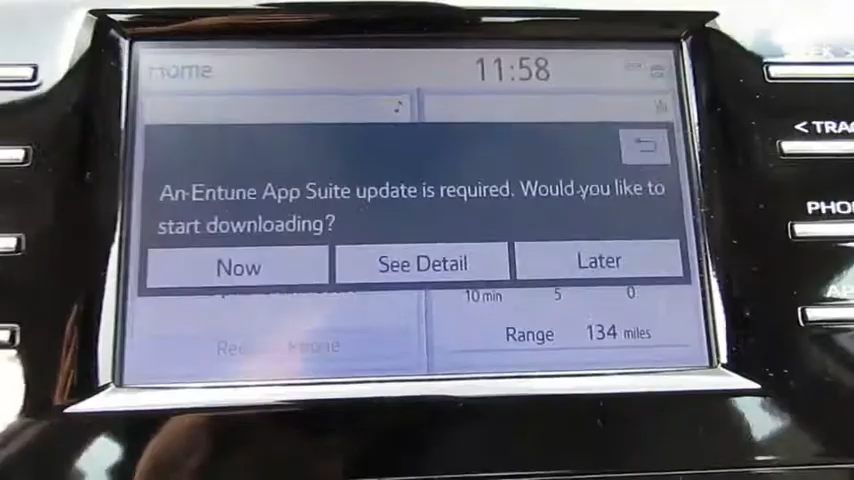 Home 11:58
< TRA
An Entune App Suite update is required. Would you like to
start downloading?
PHO
Now See Detail Later
10 min 5 0
Range 134 miles